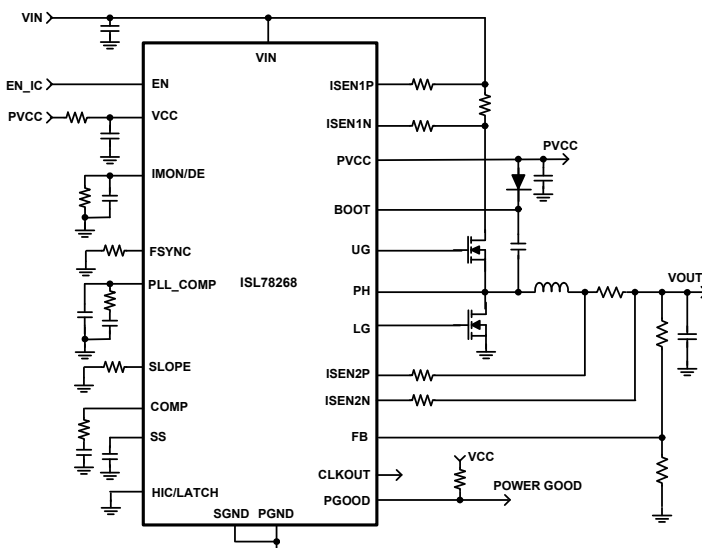 VIN
VIN
EN_IC
EN
ISEN1P
PVCC
VCC
ISEN1N
PVCC
PVCC
IMON/DE
BOOT
UG
FSYNC
ISL78268
PLL_COMP
PH
VOUT
LG
SLOPE
ISEN2P
COMP
ISEN2N
SS
FB
VCC
CLKOUT
HIC/LATCH
PGOOD
POWER GOOD
SGND PGND